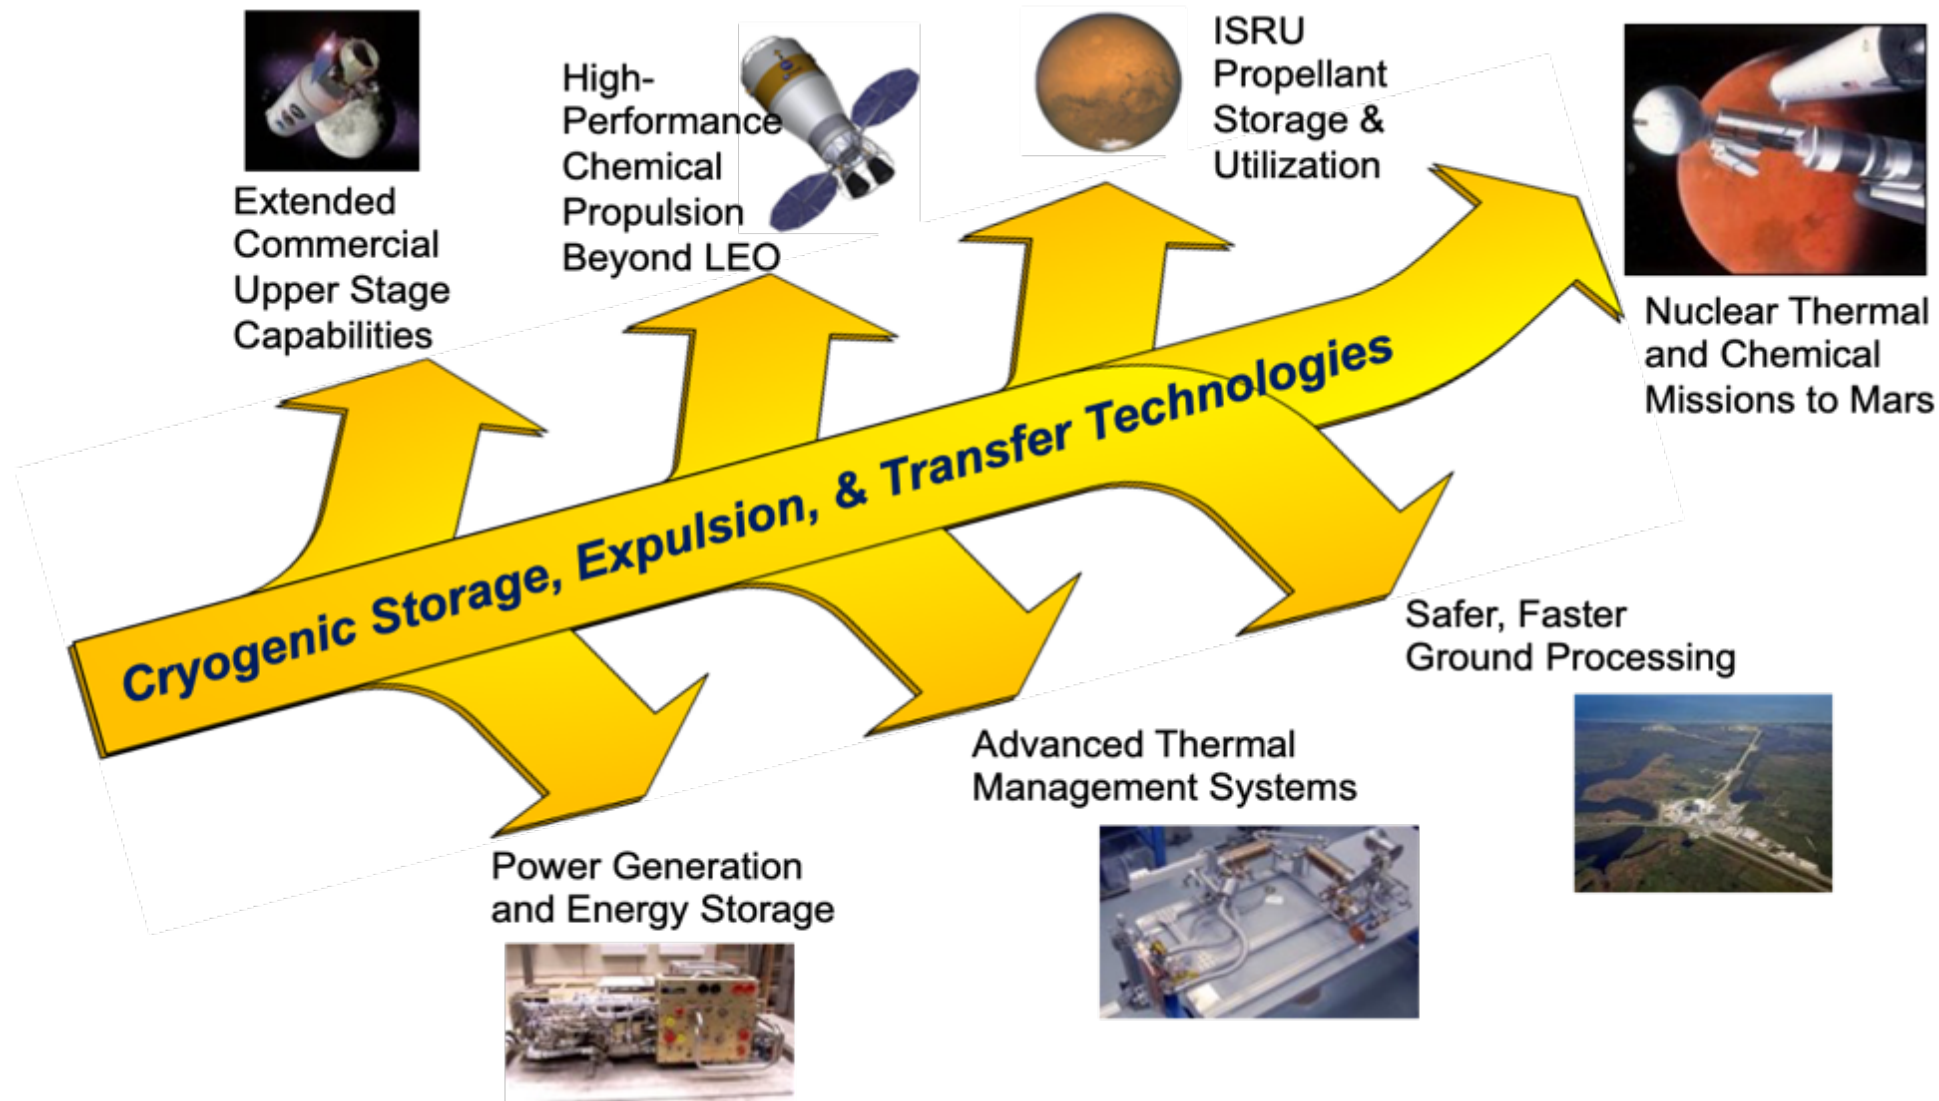 Extended
Commercial
Upper Stage
Capabilities
High-
Performance
Chemical
Propulsion
Beyond LEO
ISRU
Propellant
Storage &
Utilization
Nuclear Thermal
and Chemical
Missions to Mars
Cryogenic Storage, Expulsion, & Transfer Technologies
Safer, Faster
Ground Processing
Advanced Thermal
Management Systems
Power Generation
and Energy Storage